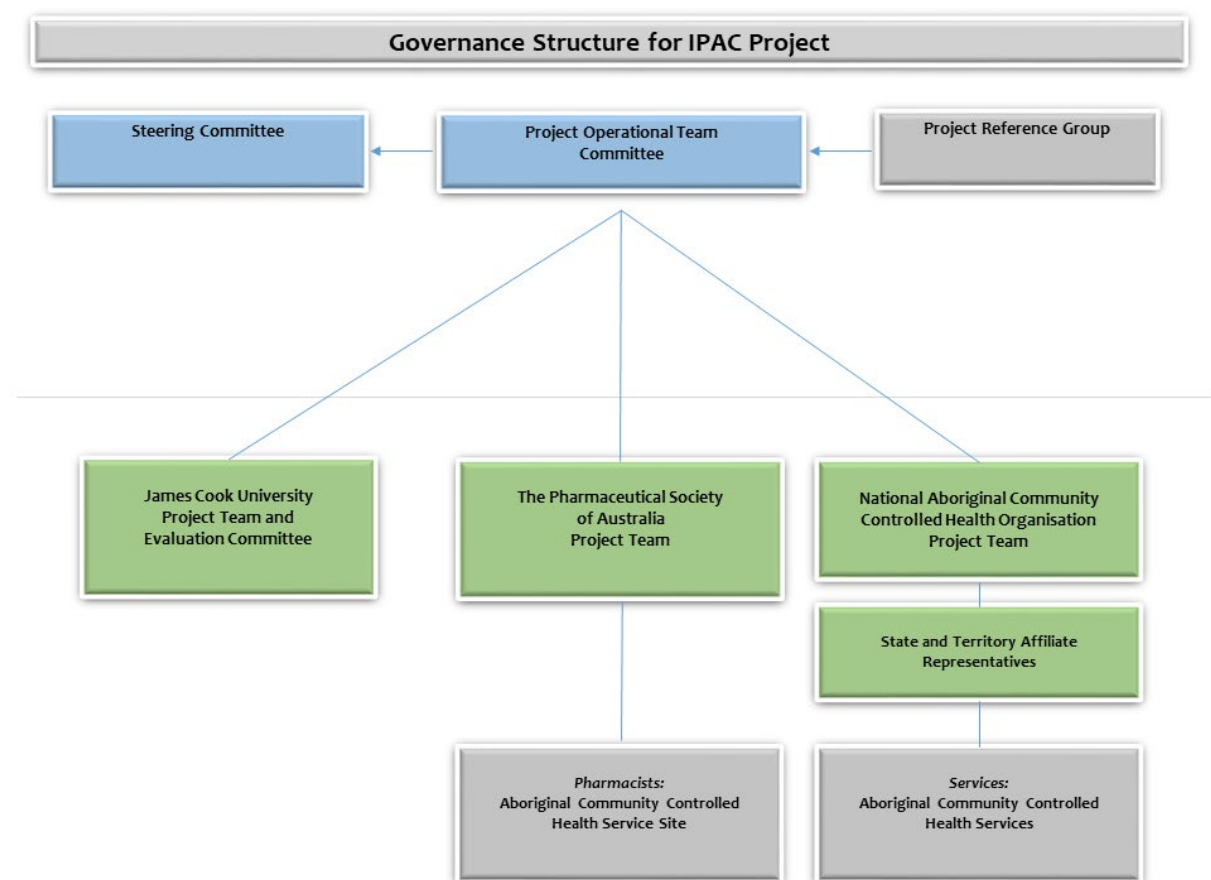 Governance Structure for IPAC Project
Steering Committee
Project Operational Team
Committee
Project Reference Group
James Cook University
Project Team and
Evaluation Committee
The Pharmaceutical Society
of Australia
Project Team
National Aboriginal Community
Controlled Health Organisation
Project Team
State and Territory Affiliate
Representatives
Pharmacists:
Aboriginal Community Controlled
Health Service Site
Services:
Aboriginal Community Controlled
Health Services